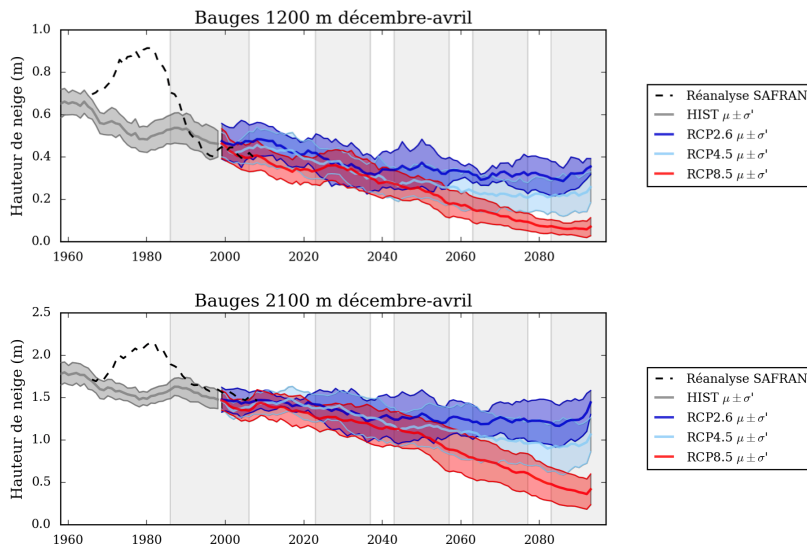 Bauges 1200 m décembre-avril
1.0
0.8
0.6
0.4
0.2
0.0
Hauteur de neige (m)
1960 1980 2000 2020 2040 2060 2080
Réanalyse SAFRAN
HIST μ ± σ'
RCP2.6 μ ± σ'
RCP4.5 μ ± σ'
RCP8.5 μ ± σ'
Bauges 2100 m décembre-avril
2.5
2.0
1.5
1.0
0.5
0.0
Hauteur de neige (m)
1960 1980 2000 2020 2040 2060 2080
Réanalyse SAFRAN
HIST μ ± σ'
RCP2.6 μ ± σ'
RCP4.5 μ ± σ'
RCP8.5 μ ± σ'